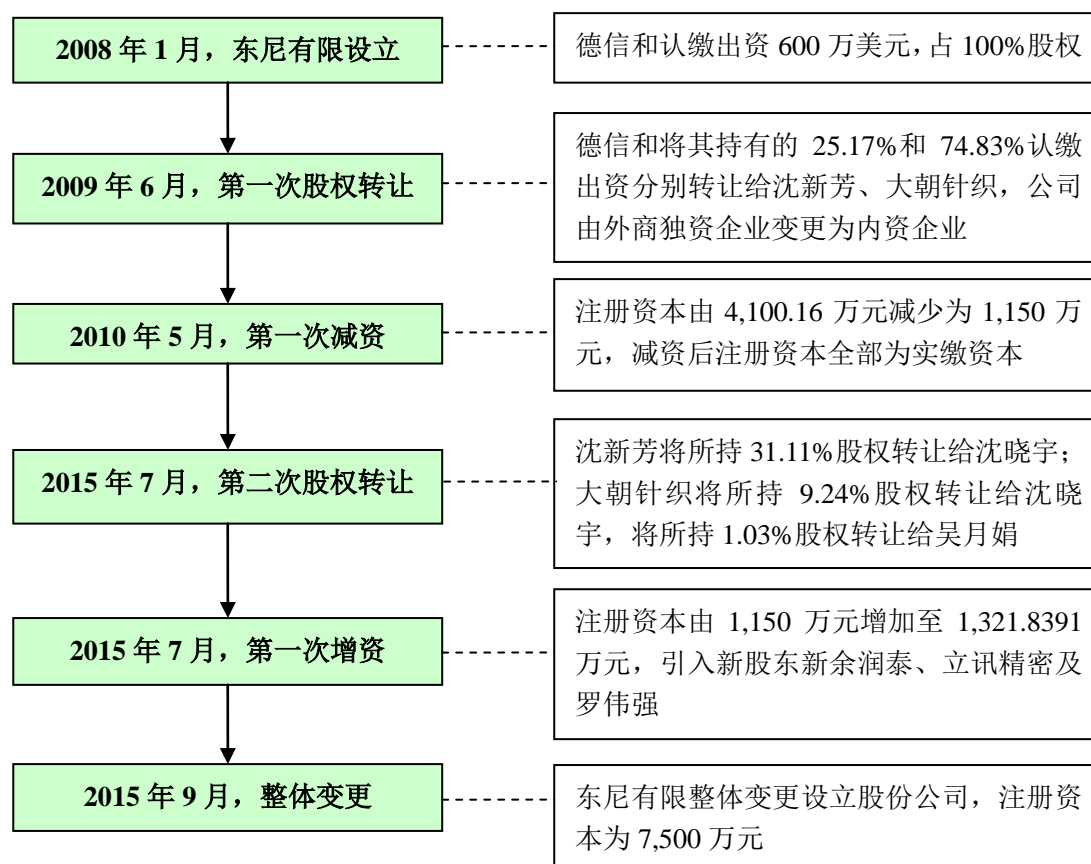 2008 年 1 月，东尼有限设立
德信和认缴出资 600 万美元，占 100%股权
2009 年 6 月，第一次股权转让
德信和将其持有的 25.17%和 74.83%认缴
出资分别转让给沈新芳、大朝针织，公司
由外商独资企业变更为内资企业
2010 年 5 月，第一次减资
注册资本由 4,100.16 万元减少为 1,150 万
元，减资后注册资本全部为实缴资本
2015 年 7 月，第二次股权转让
沈新芳将所持 31.11%股权转让给沈晓宇；
大朝针织将所持 9.24%股权转让给沈晓
宇，将所持 1.03%股权转让给吴月娟
2015 年 7 月，第一次增资
注册资本由 1,150 万元增加至 1,321.8391
万元，引入新股东新余润泰、立讯精密及
罗伟强
2015 年 9 月，整体变更
东尼有限整体变更设立股份公司，注册资
本为 7,500 万元